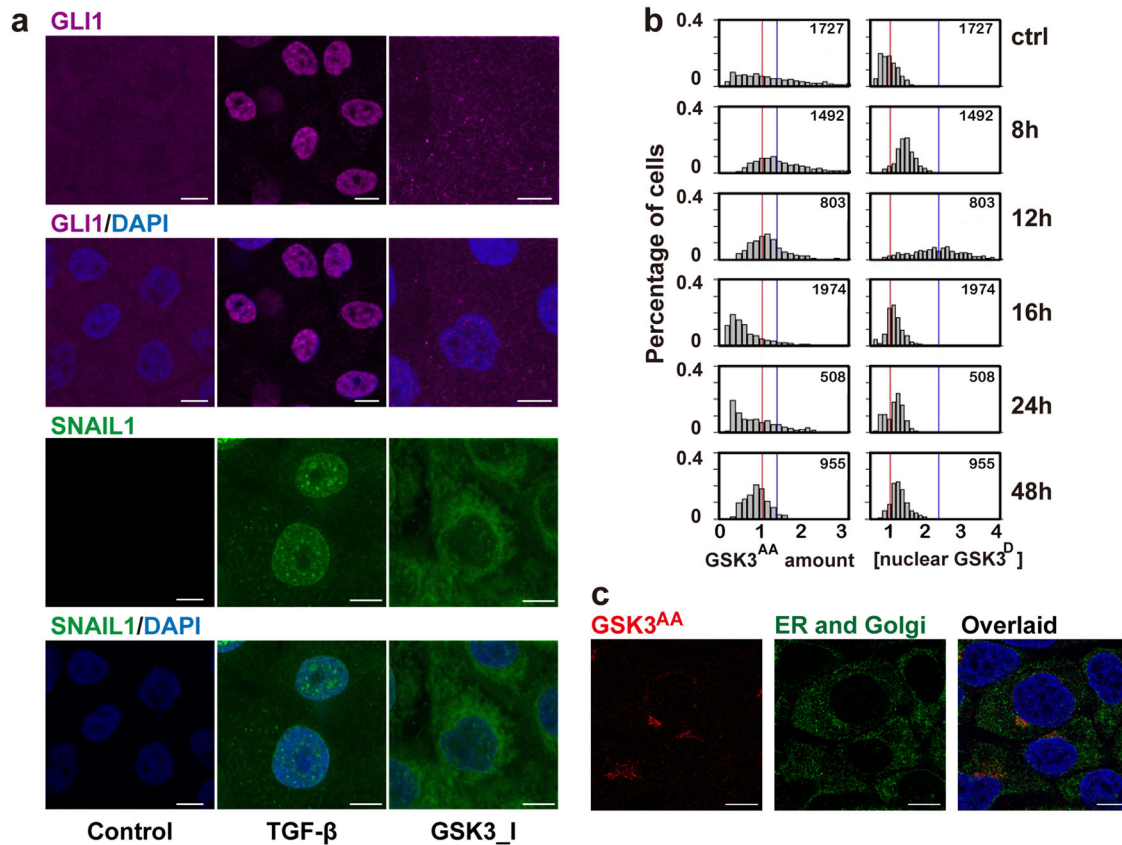 a
GLI1
GLI1/DAPI
SNAIL1
SNAIL1/DAPI
Control TGF-β GSK3_I
b
Percentage of cells
0.4 1727 1727 ctrl
0
0.4 1492 1492 8h
0
0.4 803 803 12h
0
0.4 1974 1974 16h
0
0.4 508 508 24h
0
0.4 955 955 48h
0
0 1 2 3 1 2 3 4
GSK3AA amount [nuclear GSK3D]
c
GSK3AA ER and Golgi Overlaid